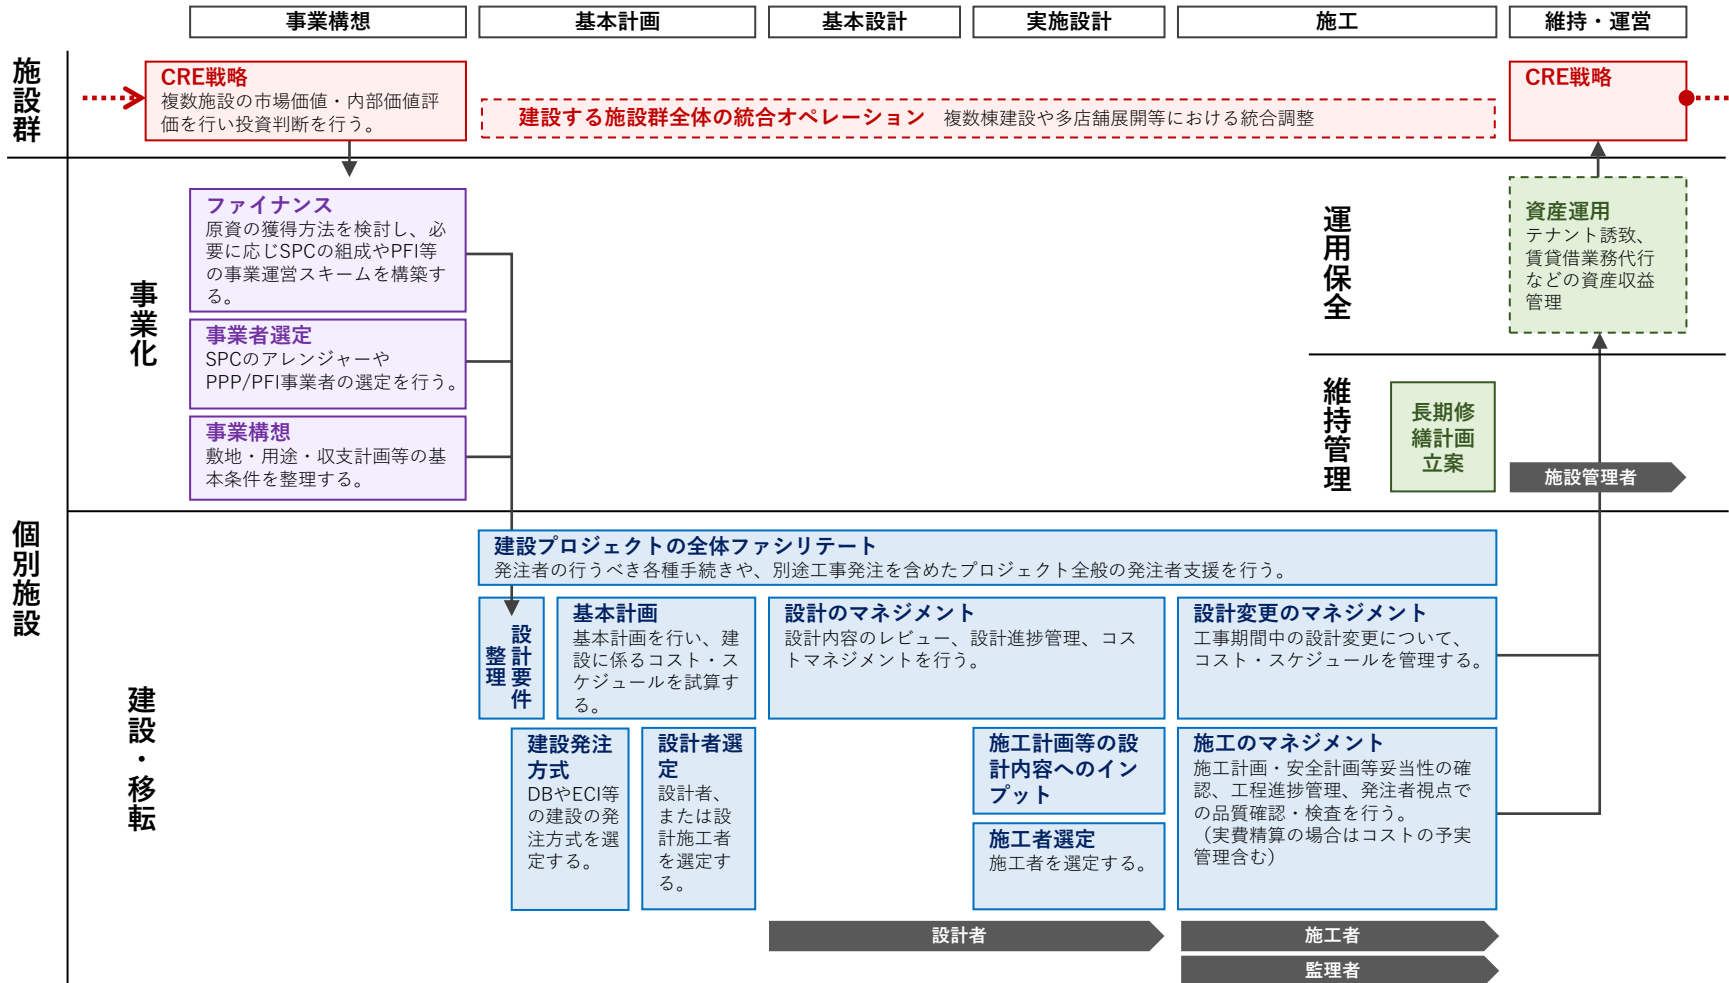 事業構想
基本計画
基本設計
実施設計
施工
維持・運営
施設群
CRE戦略
複数施設の市場価値・内部価値評
価を行い投資判断を行う。
建設する施設群全体の統合オペレーション 複数棟建設や多店舗展開等における統合調整
CRE戦略
個別施設
事業化
ファイナンス
原資の獲得方法を検討し、必
要に応じSPCの組成やPFI等
の事業運営スキームを構築す
る。
事業者選定
SPCのアレンジャーや
PPP/PFI事業者の選定を行う。
事業構想
敷地・用途・収支計画等の基
本条件を整理する。
運用保全
資産運用
テナント誘致、
賃貸借業務代行
などの資産収益
管理
維持管理
長期修
繕計画
立案
施設管理者
建設・移転
建設プロジェクトの全体ファシリテート
発注者の行うべき各種手続きや、別途工事発注を含めたプロジェクト全般の発注者支援を行う。
設計要件
整理
基本計画
基本計画を行い、建
設に係るコスト・ス
ケジュールを試算す
る。
設計のマネジメント
設計内容のレビュー、設計進捗管理、コス
トマネジメントを行う。
設計変更のマネジメント
工事期間中の設計変更について、
コスト・スケジュールを管理する。
建設発注
方式
DBやECI等
の建設の発
注方式を選
定する。
設計者選
定
設計者、
または設
計施工者
を選定す
る。
施工計画等の設
計内容へのイン
プット
施工者選定
施工者を選定する。
施工のマネジメント
施工計画・安全計画等妥当性の確
認、工程進捗管理、発注者視点で
の品質確認・検査を行う。
（実費精算の場合はコストの予実
管理含む）
設計者
施工者
監理者